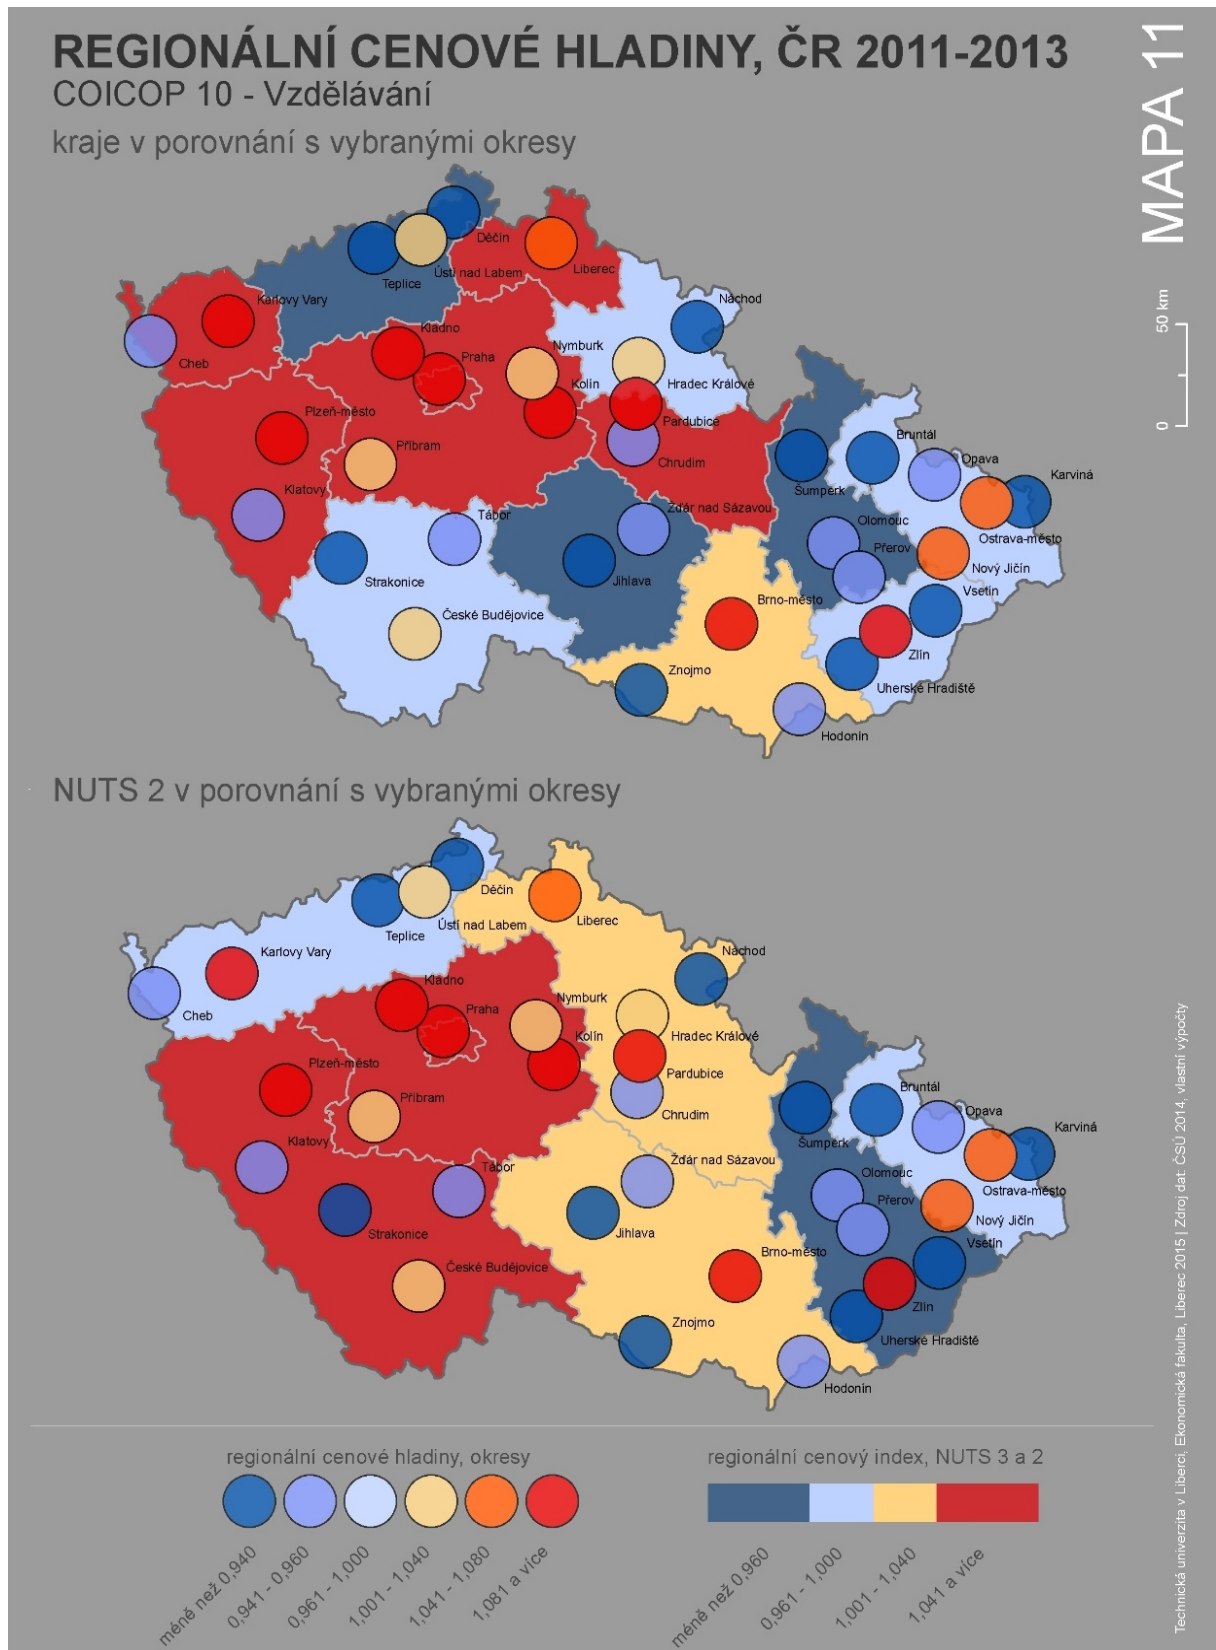 REGIONÁLNÍ CENOVÉ HLADINY, ČR 2011-2013
COICOP 10 - Vzdělávání
kraje v porovnání s vybranými okresy
MAPA 11
50 km
0
Děčín
Ústí nad Labem
Teplice
Liberec
Karlovy Vary
Cheb
Náchod
Kládno
Praha
Nymburk
Kolín
Hradec Králové
Pardubice
Chrudim
Plzeň-město
Příbram
Klatovy
Tábor
Strakonice
České Budějovice
Žďár nad Sázavou
Jihlava
Šumperk
Bruntál
Opava
Karviná
Ostrava-město
Olomouc
Přerov
Nový Jičín
Vsetín
Brno-město
Zlín
Znojmo
Uherské Hradiště
Hodonín
NUTS 2 v porovnání s vybranými okresy
Děčín
Ústí nad Labem
Teplice
Liberec
Karlovy Vary
Cheb
Náchod
Kládno
Praha
Nymburk
Kolín
Hradec Králové
Pardubice
Chrudim
Plzeň-město
Příbram
Klatovy
Tábor
Strakonice
České Budějovice
Žďár nad Sázavou
Jihlava
Šumperk
Bruntál
Opava
Karviná
Ostrava-město
Olomouc
Přerov
Nový Jičín
Vsetín
Brno-město
Zlín
Znojmo
Uherské Hradiště
Hodonín
regionální cenové hladiny, okresy
méně než 0,940
0,941 - 0,960
0,961 - 1,000
1,001 - 1,040
1,041 - 1,080
1,081 a více
regionální cenový index, NUTS 3 a 2
méně než 0,960
0,961 - 1,000
1,001 - 1,040
1,041 a více
Technická univerzita v Liberci, Ekonomická fakulta, Liberec 2015 | Zdroj dat: ČSÚ 2014, vlastní výpočty